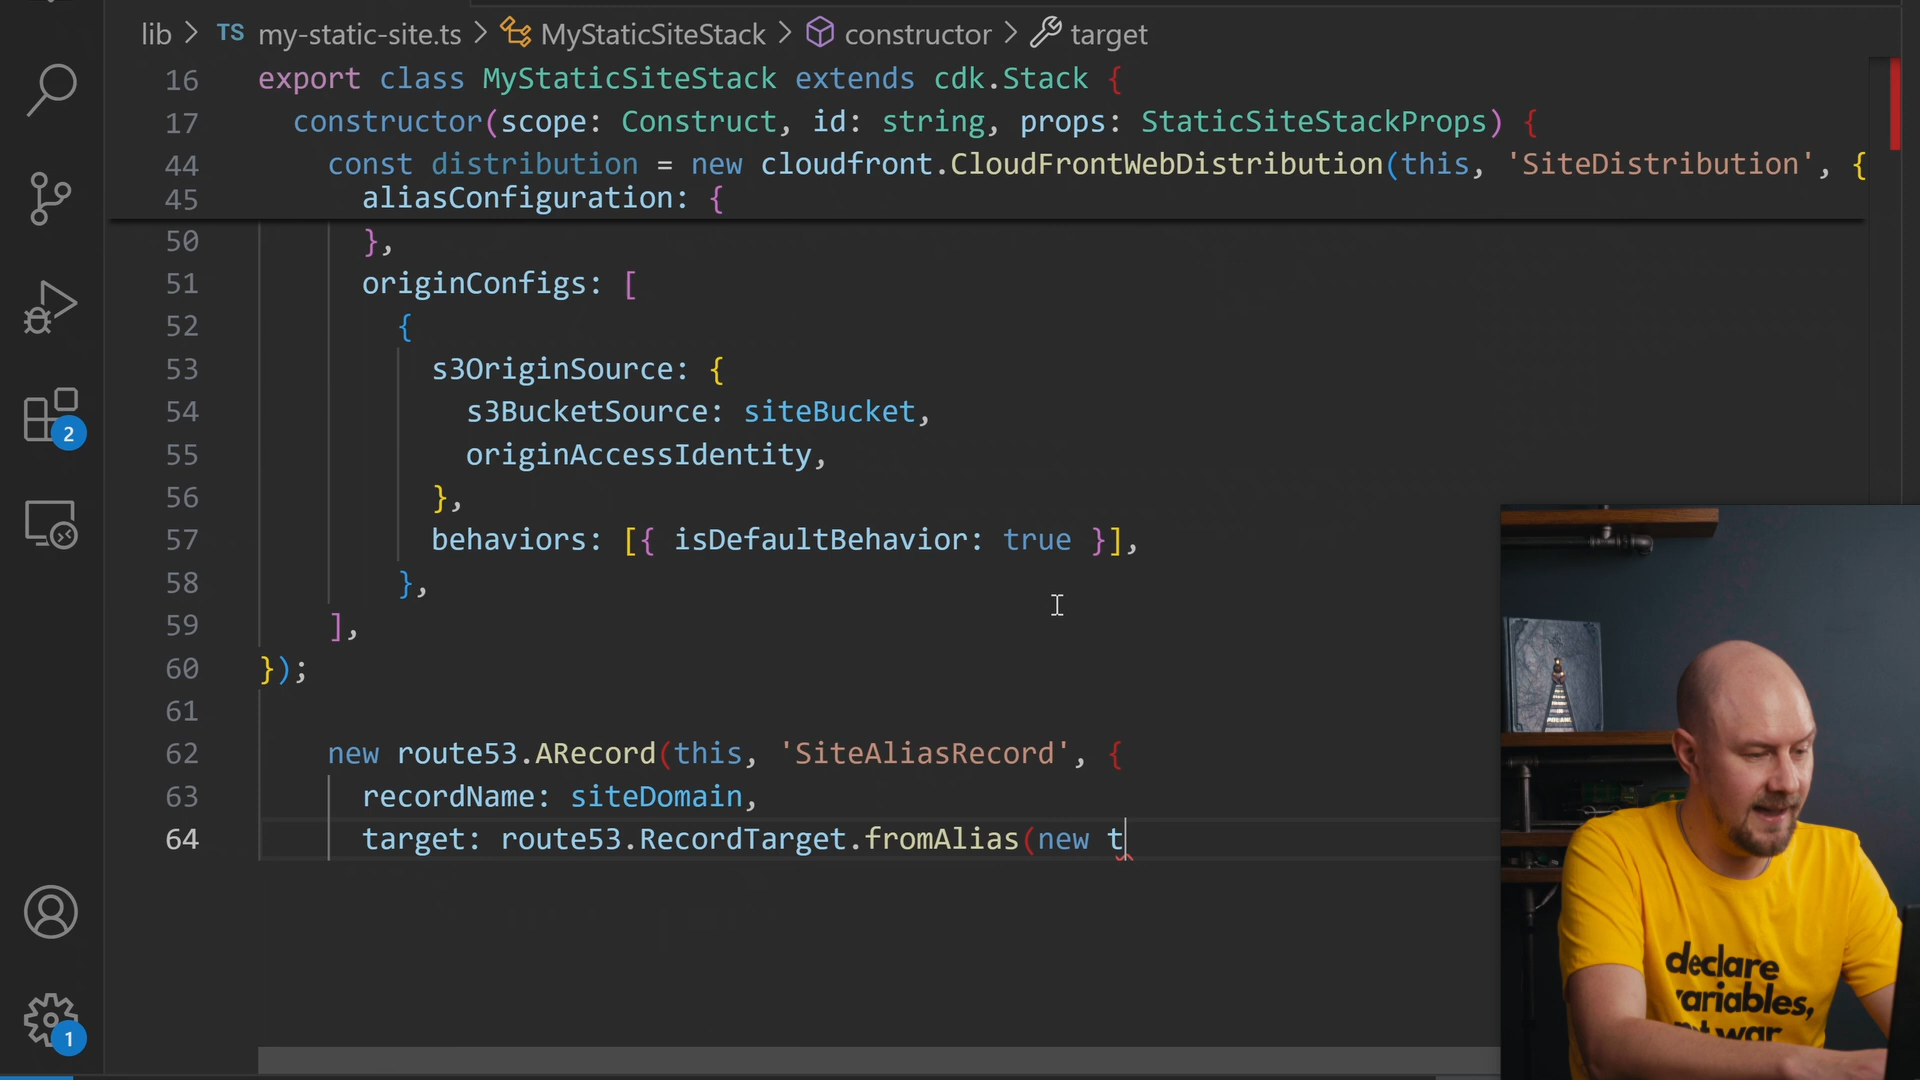 lib > TS my-static-site.ts > MyStaticSiteStack > constructor > target
16 export class MyStaticSiteStack extends cdk.Stack {
17 constructor(scope: Construct, id: string, props: StaticSiteStackProps) {
44 const distribution = new cloudfront.CloudFrontWebDistribution(this, 'SiteDistribution', {
45 aliasConfiguration: {
50 },
51 originConfigs: [
52 {
53 s3OriginSource: {
54 s3BucketSource: siteBucket,
55 originAccessIdentity,
56 },
57 behaviors: [{ isDefaultBehavior: true }],
58 },
59 ],
60 });
61
62 new route53.ARecord(this, 'SiteAliasRecord', {
63 recordName: siteDomain,
64 target: route53.RecordTarget.fromAlias(new t
2
1
declare
variables,
war